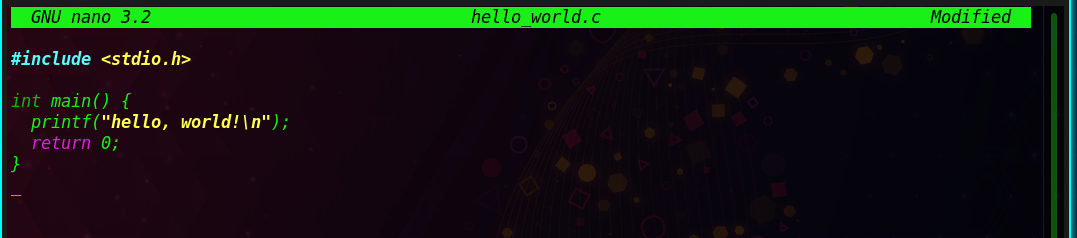 GNU nano 3.2 hello_world.c Modified
#include <stdio.h>
int main() {
  printf("hello, world!\n");
  return 0;
}